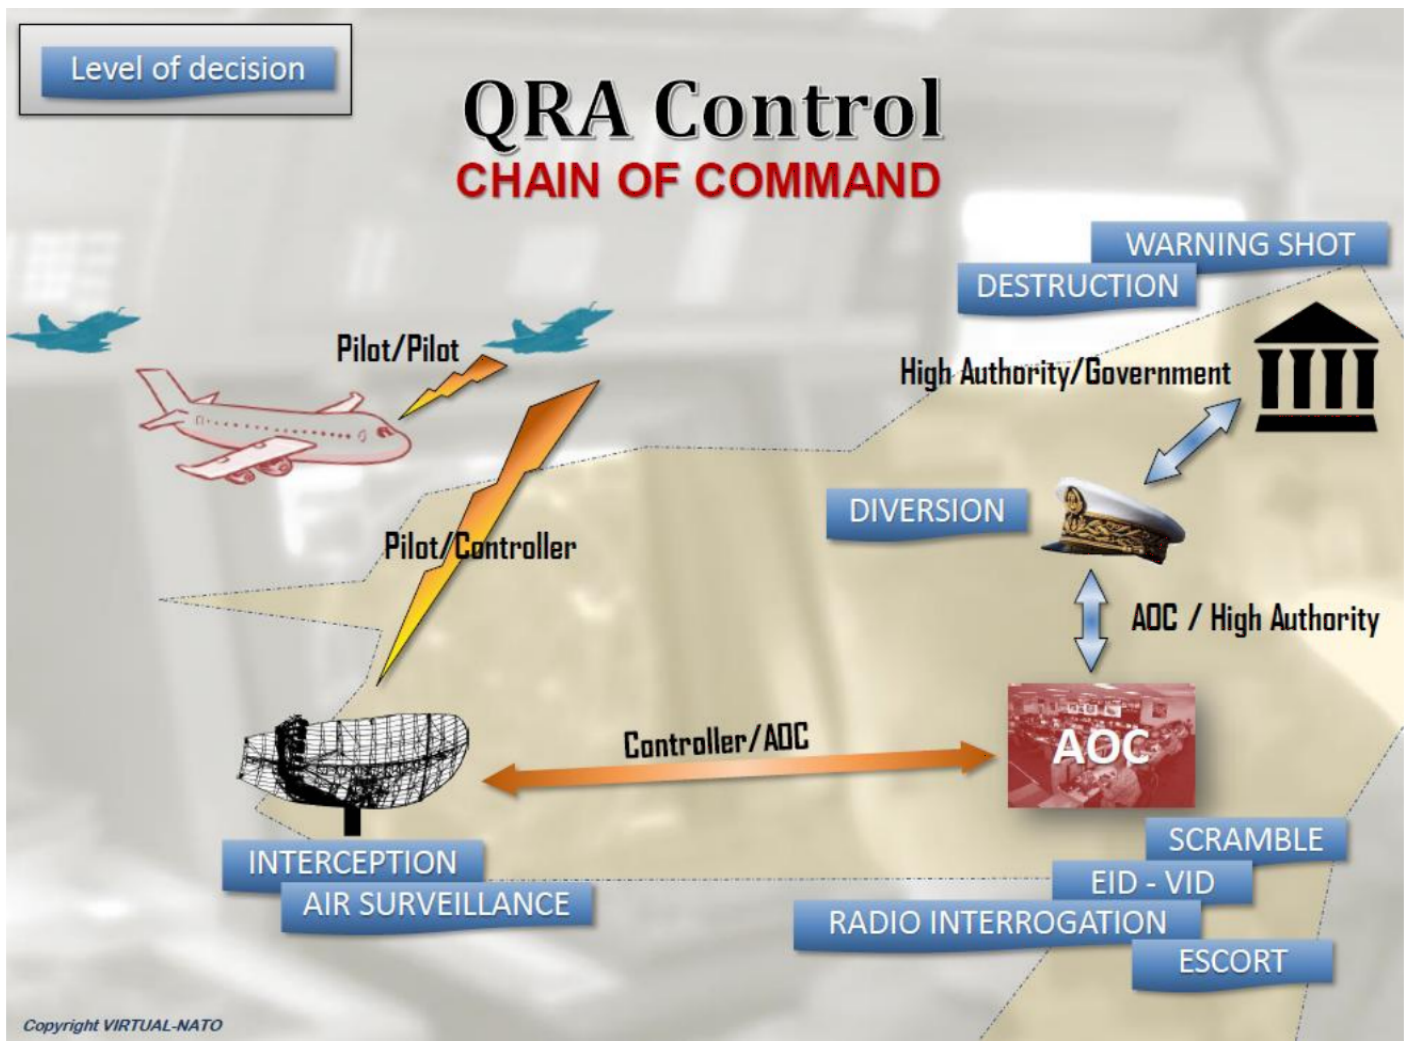 Level of decision
QRA Control
CHAIN OF COMMAND
WARNING SHOT
DESTRUCTION
Pilot/Pilot
High Authority/Government
DIVERSION
Pilot/Controller
AOC / High Authority
Controller/AOC
AOC
SCRAMBLE
INTERCEPTION
EID - VID
AIR SURVEILLANCE
RADIO INTERROGATION
ESCORT
Copyright VIRTUAL-NATO